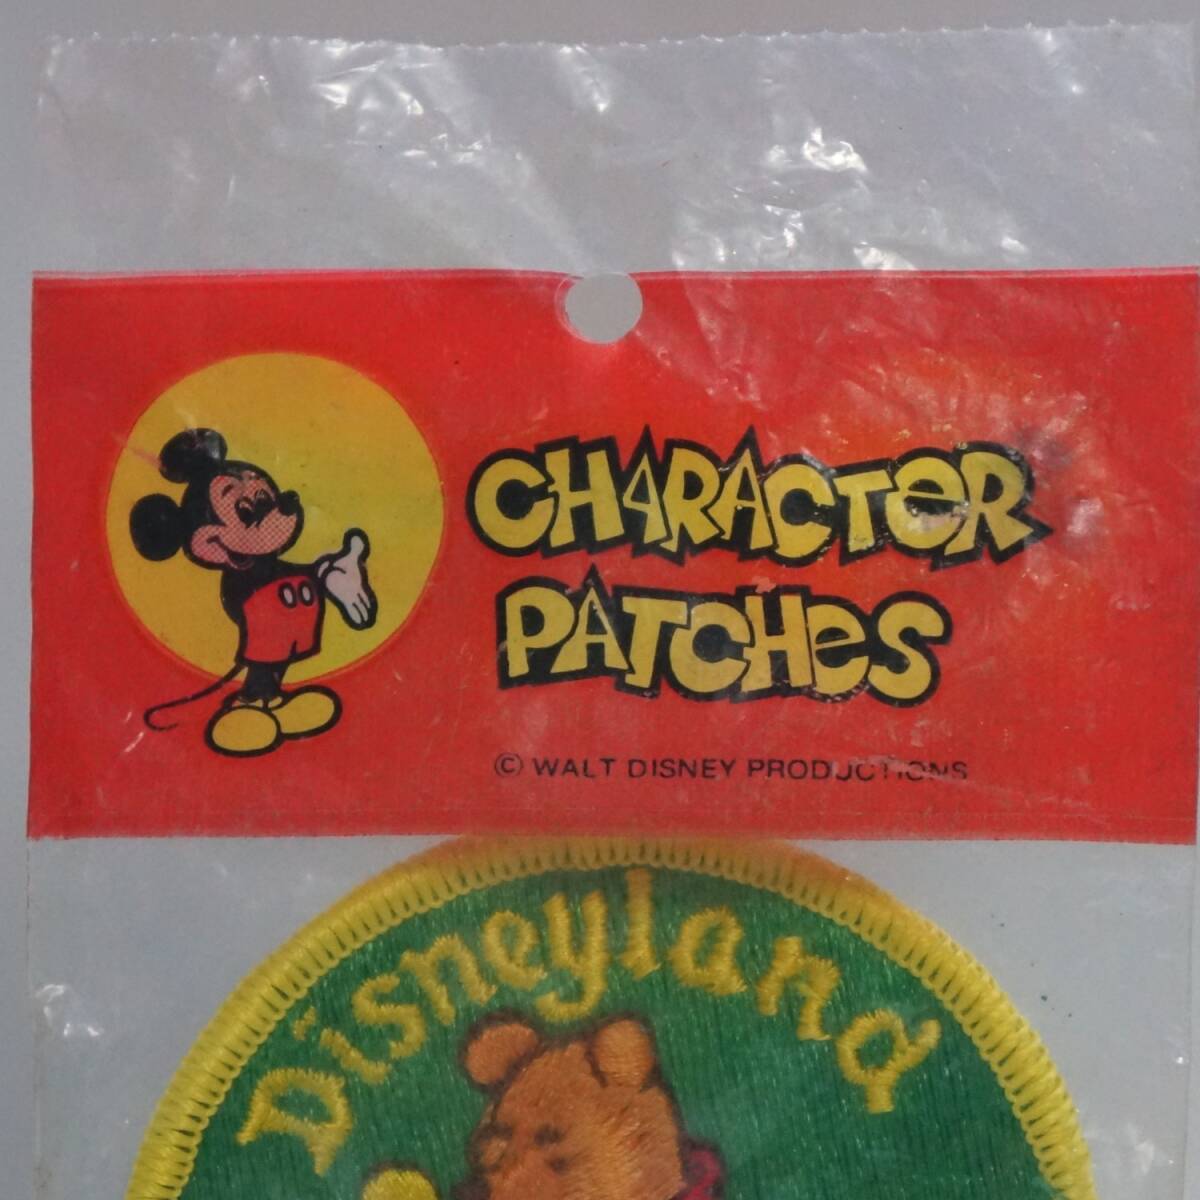 CHARACTER
PATCHES
© WALT DISNEY PRODUCTIONS
Disneyland